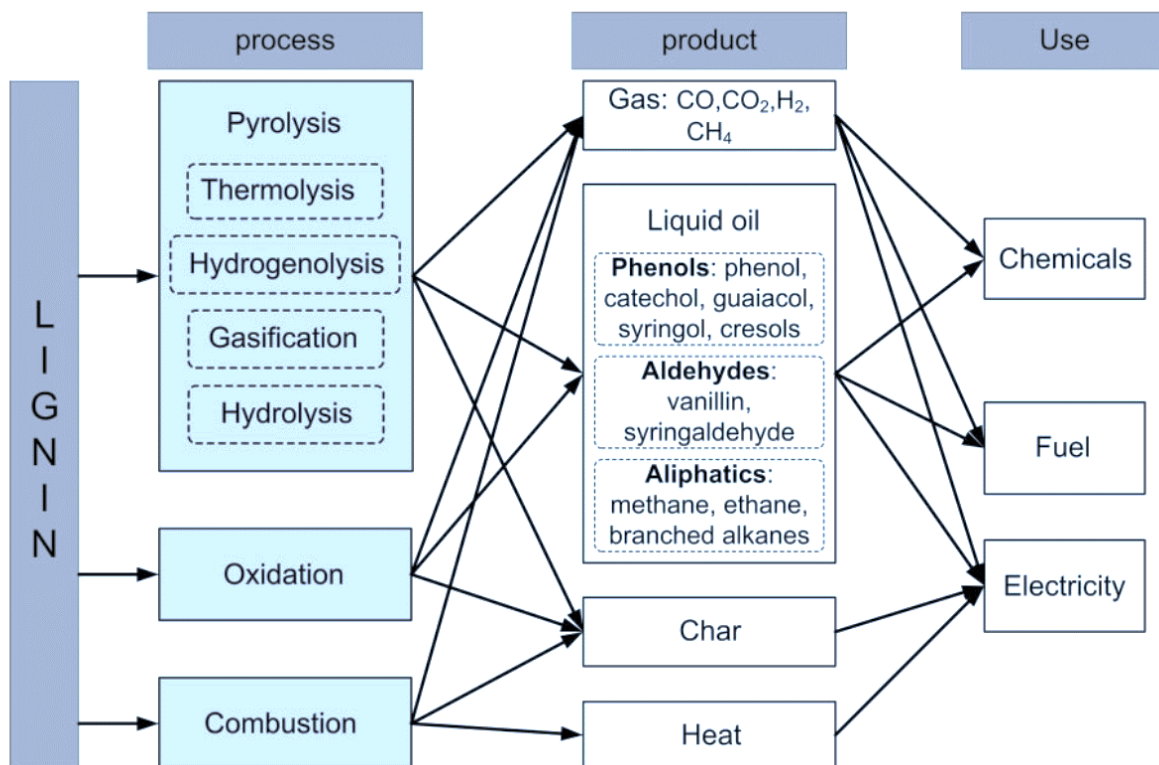 process
product
Use
LIGNIN
Pyrolysis
Thermolysis
Hydrogenolysis
Gasification
Hydrolysis
Oxidation
Combustion
Gas: CO,CO₂,H₂,
CH₄
Liquid oil
Phenols: phenol,
catechol, guaiacol,
syringol, cresols
Aldehydes:
vanillin,
syringaldehyde
Aliphatics:
methane, ethane,
branched alkanes
Char
Heat
Chemicals
Fuel
Electricity